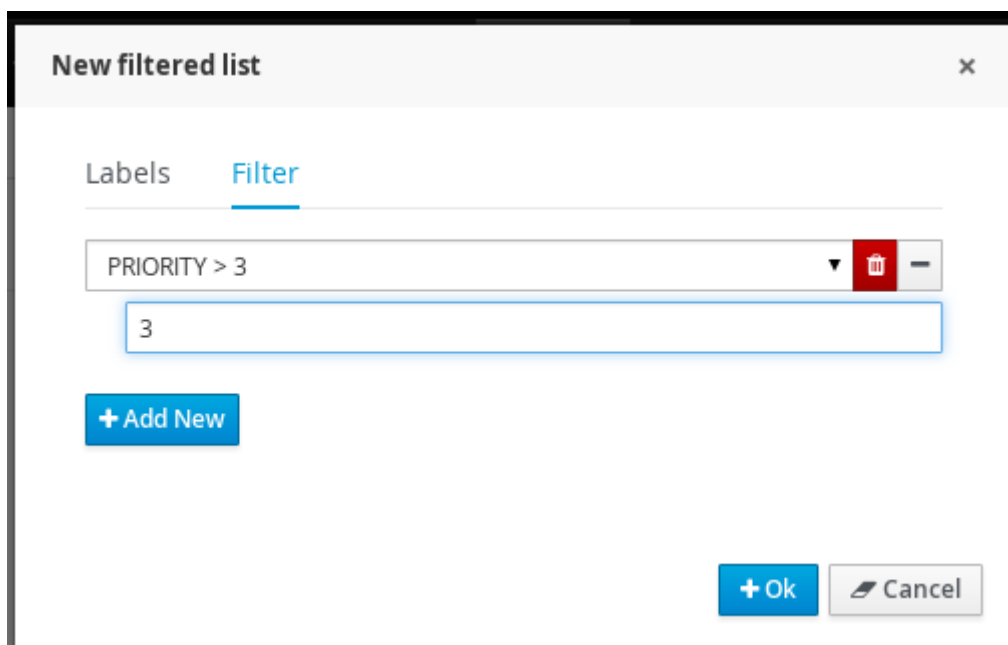 New filtered list
Labels Filter
PRIORITY > 3
3
Add New
Ok Cancel